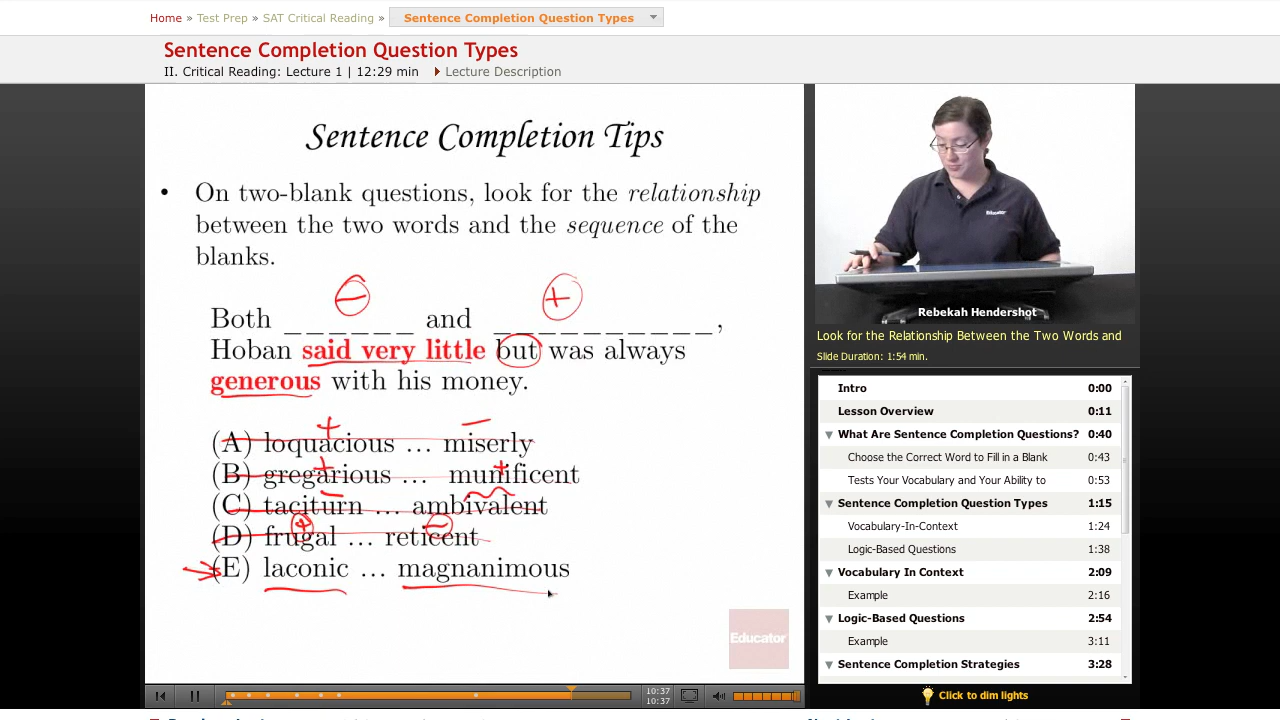 Home » Test Prep » SAT Critical Reading » Sentence Completion Question Types
Sentence Completion Question Types
II. Critical Reading: Lecture 1 | 12:29 min Lecture Description
Sentence Completion Tips
• On two-blank questions, look for the relationship
between the two words and the sequence of the
blanks.
− +
Both ______ and __________,
Hoban said very little but was always
generous with his money.
+ −
(A) loquacious ... miserly
+ +
(B) gregarious ... munificent
−
(C) taciturn ... ambivalent
+ −
(D) frugal ... reticent
(E) laconic ... magnanimous
Educator
10:37
10:37
Educator
Rebekah Hendershot
Look for the Relationship Between the Two Words and
Slide Duration: 1:54 min.
Intro 0:00
Lesson Overview 0:11
What Are Sentence Completion Questions? 0:40
Choose the Correct Word to Fill in a Blank 0:43
Tests Your Vocabulary and Your Ability to 0:53
Sentence Completion Question Types 1:15
Vocabulary-In-Context 1:24
Logic-Based Questions 1:38
Vocabulary In Context 2:09
Example 2:16
Logic-Based Questions 2:54
Example 3:11
Sentence Completion Strategies 3:28
Click to dim lights